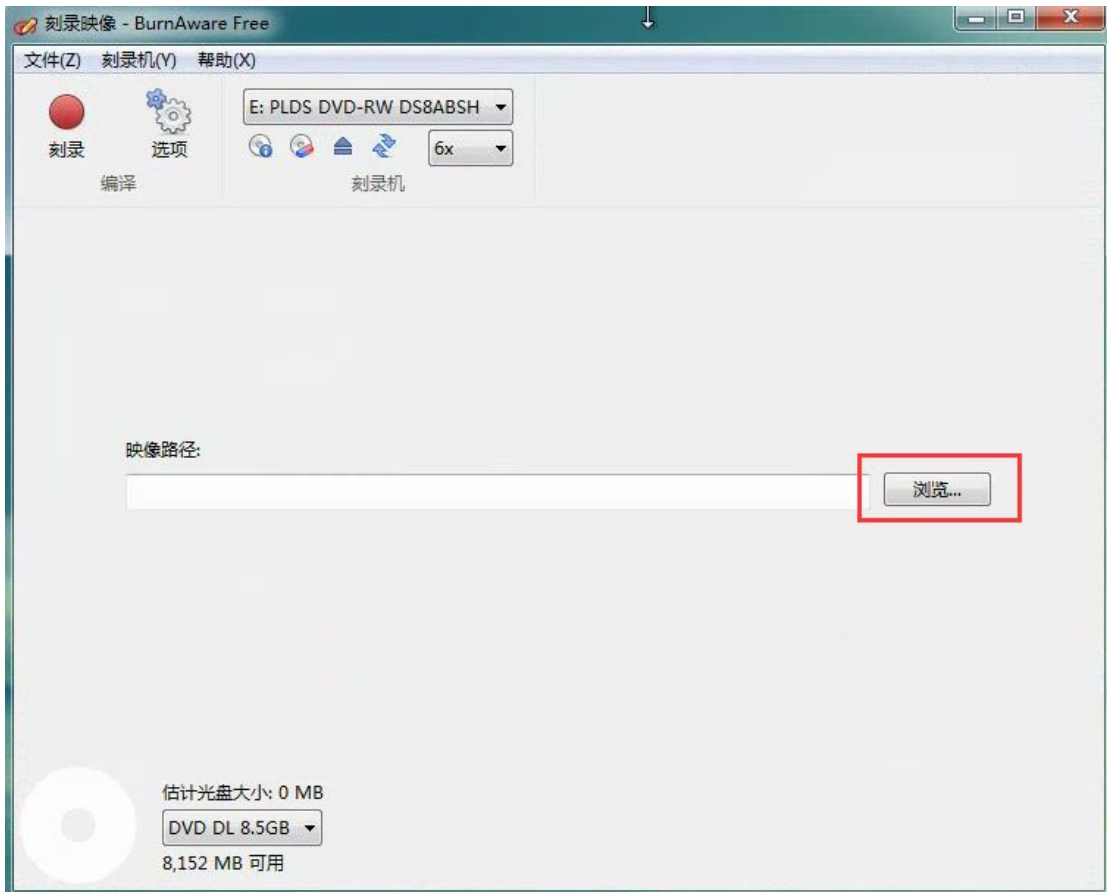 刻录映像 - BurnAware Free
文件(Z) 刻录机(Y) 帮助(X)
E: PLDS DVD-RW DS8ABSH
刻录 选项 6x
编译 刻录机
映像路径:
浏览...
估计光盘大小: 0 MB
DVD DL 8.5GB
8,152 MB 可用